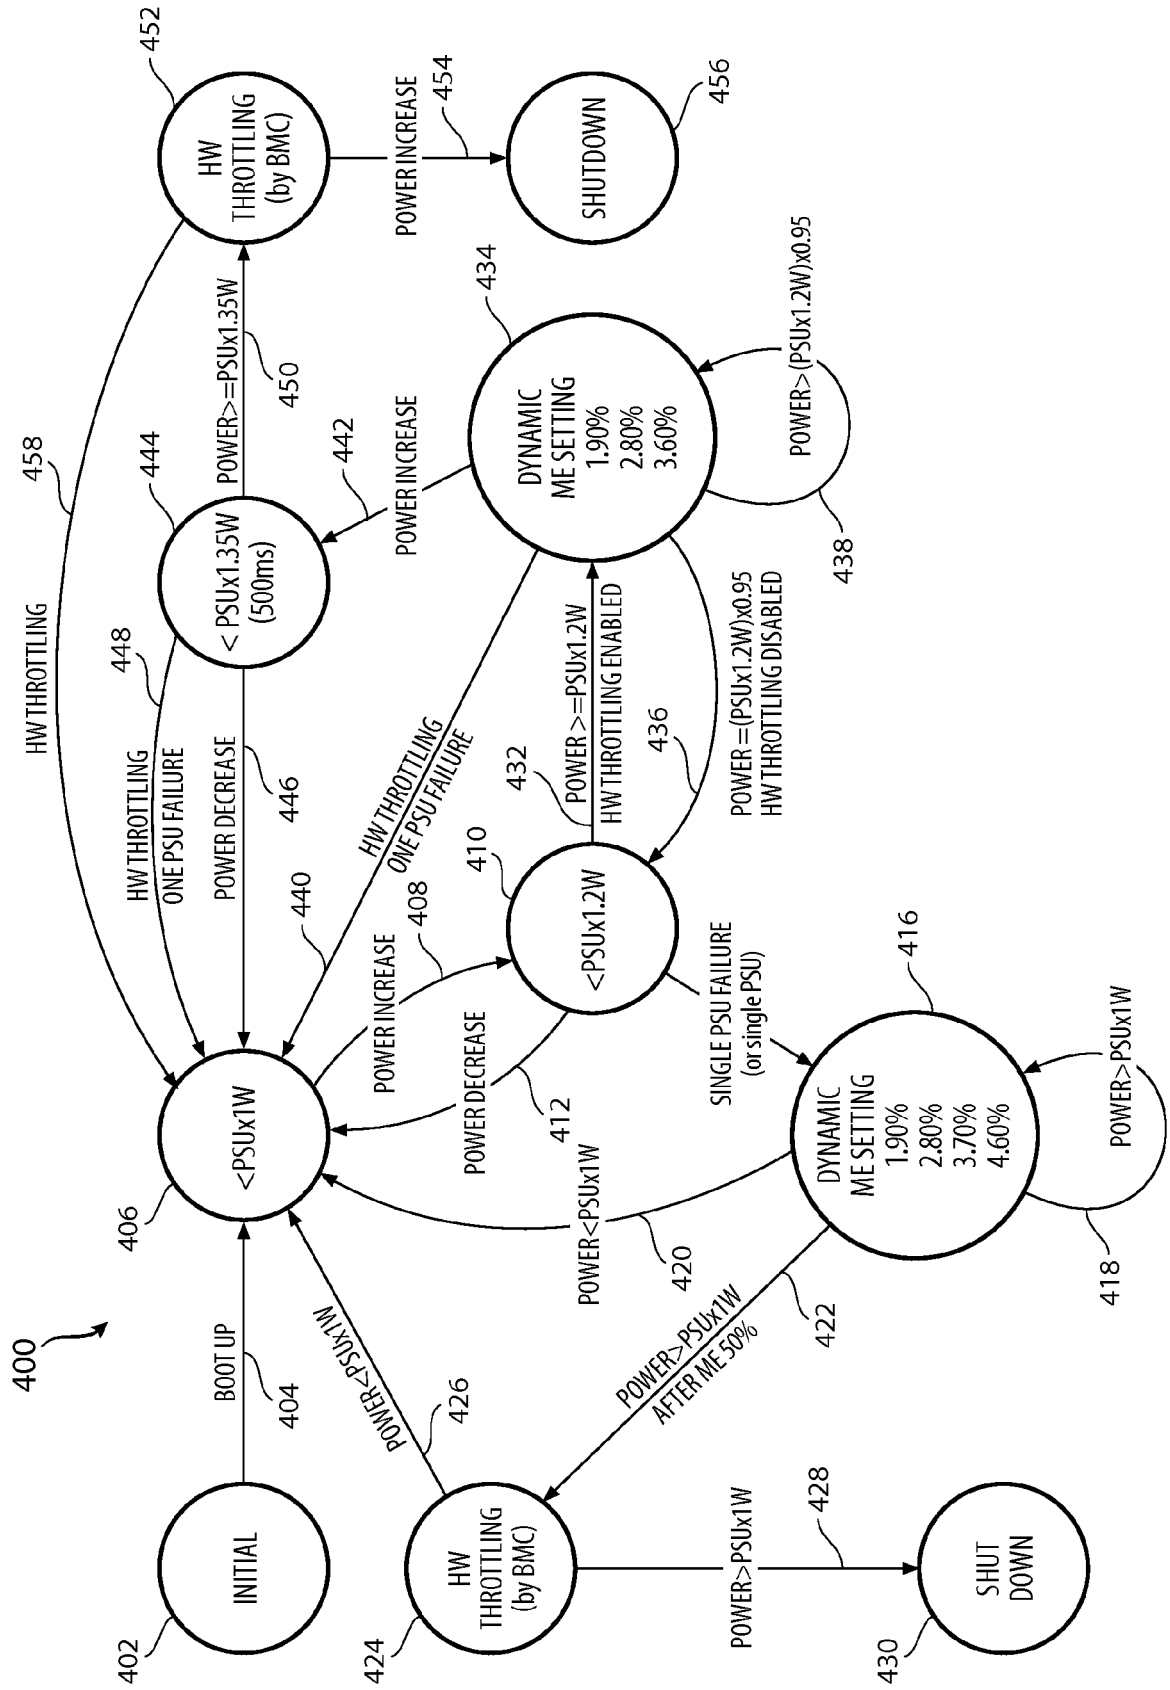 400
402
INITIAL
BOOT UP
404
406
<PSUx1W
HW THROTTLING
458
HW THROTTLING
ONE PSU FAILURE
448
POWER DECREASE
446
444
< PSUx1.35W
(500ms)
POWER>=PSUx1.35W
450
452
HW
THROTTLING
(by BMC)
POWER INCREASE
454
SHUTDOWN
456
POWER INCREASE
442
HW THROTTLING
ONE PSU FAILURE
440
POWER INCREASE
408
POWER DECREASE
412
410
<PSUx1.2W
432
POWER>=PSUx1.2W
HW THROTTLING ENABLED
434
DYNAMIC
ME SETTING
1.90%
2.80%
3.60%
436
POWER=(PSUx1.2W)x0.95
HW THROTTLING DISABLED
POWER>(PSUx1.2W)x0.95
438
SINGLE PSU FAILURE
(or single PSU)
416
DYNAMIC
ME SETTING
1.90%
2.80%
3.70%
4.60%
POWER>PSUx1W
418
POWER<PSUx1W
420
POWER>PSUx1W
AFTER ME 50%
422
POWER<PSUx1W
426
424
HW
THROTTLING
(by BMC)
POWER>PSUx1W
428
SHUT
DOWN
430